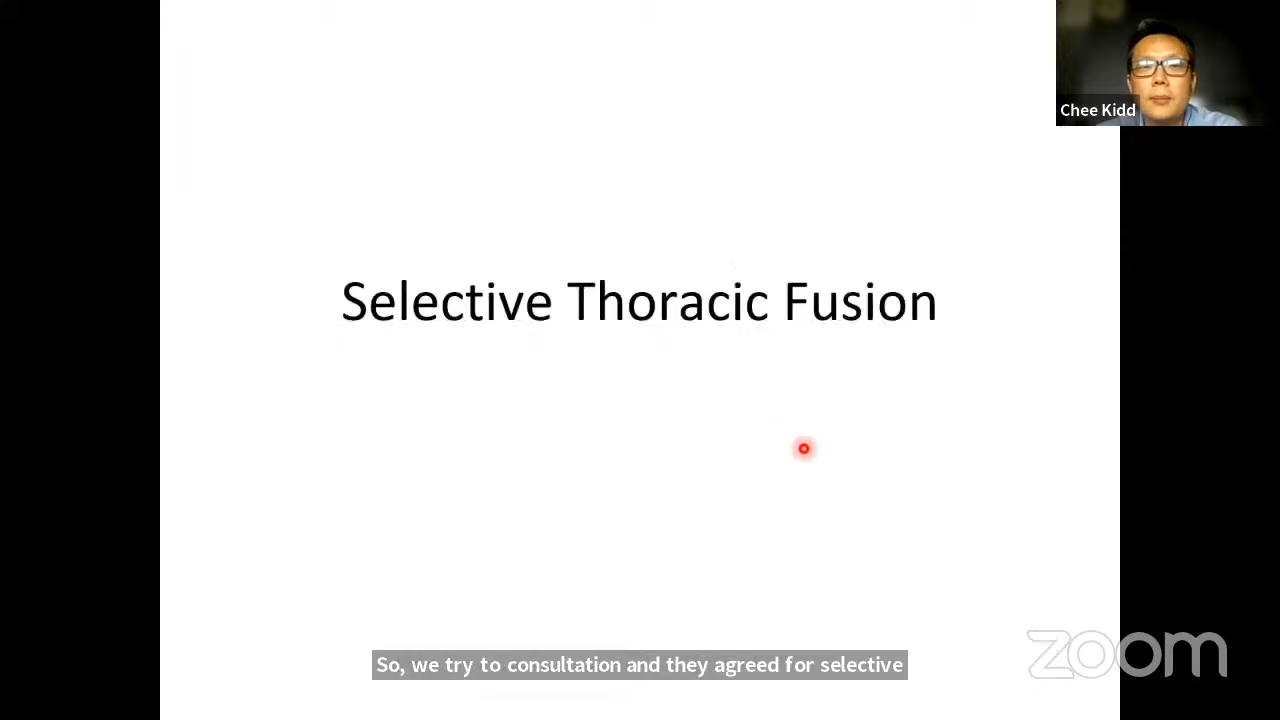 Chee Kidd
Selective Thoracic Fusion
So, we try to consultation and they agreed for selective
zoom